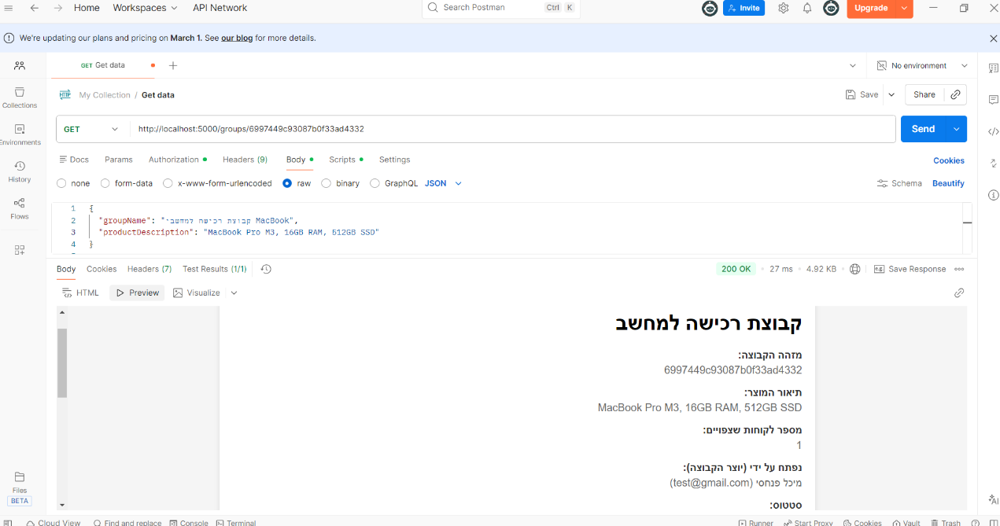 Home Workspaces API Network Search Postman Ctrl K Invite Upgrade
We're updating our plans and pricing on March 1. See our blog for more details.
GET Get data No environment
HTTP My Collection / Get data Save Share
Collections
Environments
History
Flows
Files
BETA
GET http://localhost:5000/groups/6997449c93087b0f33ad4332 Send
Docs Params Authorization Headers (9) Body Scripts Settings Cookies
none form-data x-www-form-urlencoded raw binary GraphQL JSON Schema Beautify
1 {
2 "groupName": "קבוצת רכישה למחשבי MacBook",
3 "productDescription": "MacBook Pro M3, 16GB RAM, 512GB SSD"
4 }
Body Cookies Headers (7) Test Results (1/1) 200 OK 27 ms 4.92 KB Save Response
HTML Preview Visualize
קבוצת רכישה למחשב
מזהה הקבוצה:
6997449c93087b0f33ad4332
תיאור המוצר:
MacBook Pro M3, 16GB RAM, 512GB SSD
מספר לקוחות שצפויים:
1
נפתח על ידי (יוצר הקבוצה):
מיכל פנחסי (test@gmail.com)
סטטוס:
AI
Cloud View Find and replace Console Terminal Runner Start Proxy Cookies Vault Trash